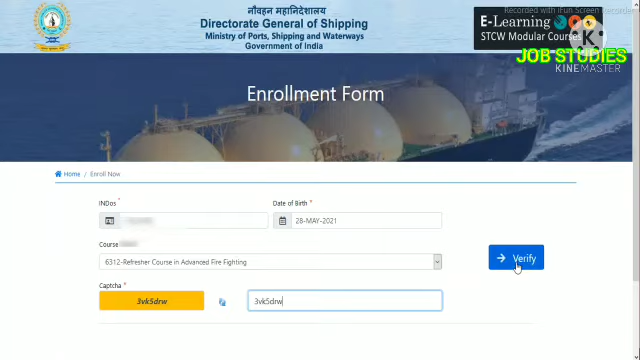 Recorded with iFun Screen Recorder
नौवहन महानिदेशालय
Directorate General of Shipping
Ministry of Ports, Shipping and Waterways
Government of India
E-Learning
STCW Modular Courses
K
JOB STUDIES
KINEMASTER
Enrollment Form
Home / Enroll Now
INDos *
Date of Birth *
28-MAY-2021
Course
6312-Refresher Course in Advanced Fire Fighting
Verify
Captcha *
3vk5drw
3vk5drw